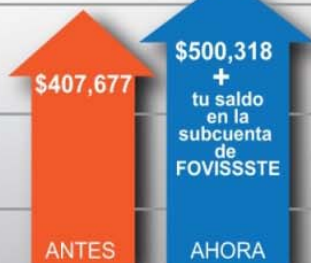 $407,677
ANTES
$500,318
+
tu saldo
en la
subcuenta
de
FOVISSSTE
AHORA